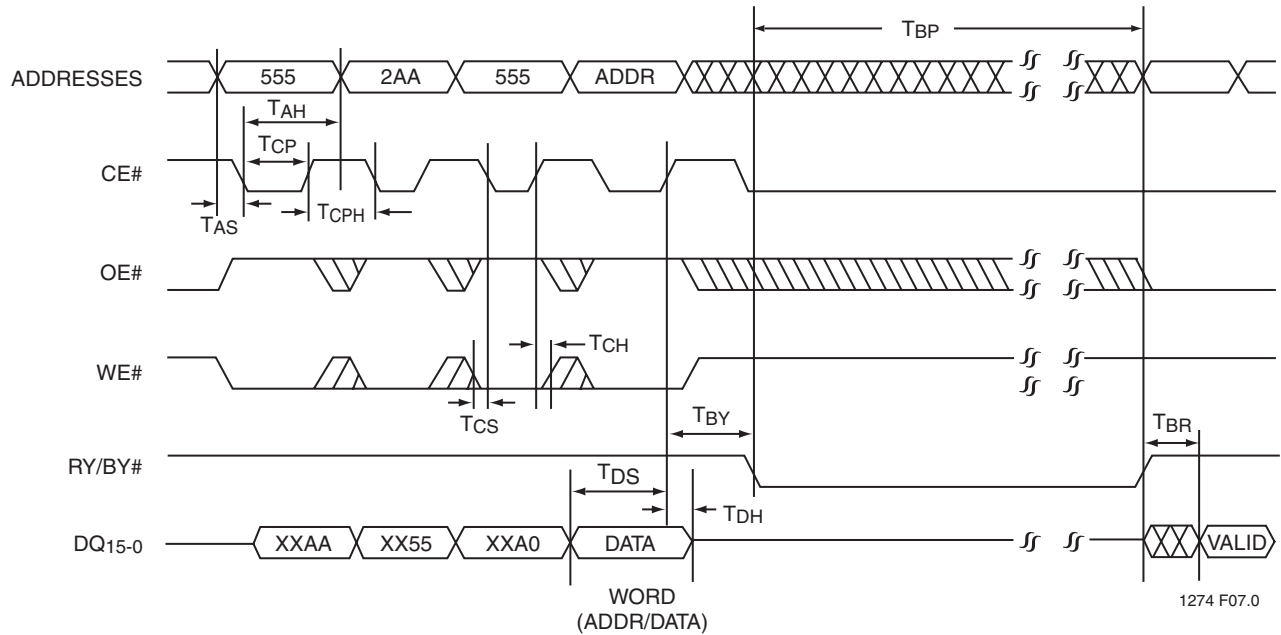 TBP
ADDRESSES 555 2AA 555 ADDR
TAH
TCP
CE#
TAS TCPH
OE#
TCH
WE#
TCS
TBY TBR
RY/BY#
TDS
TDH
DQ15-0 XXAA XX55 XXA0 DATA VALID
WORD
(ADDR/DATA)
1274 F07.0